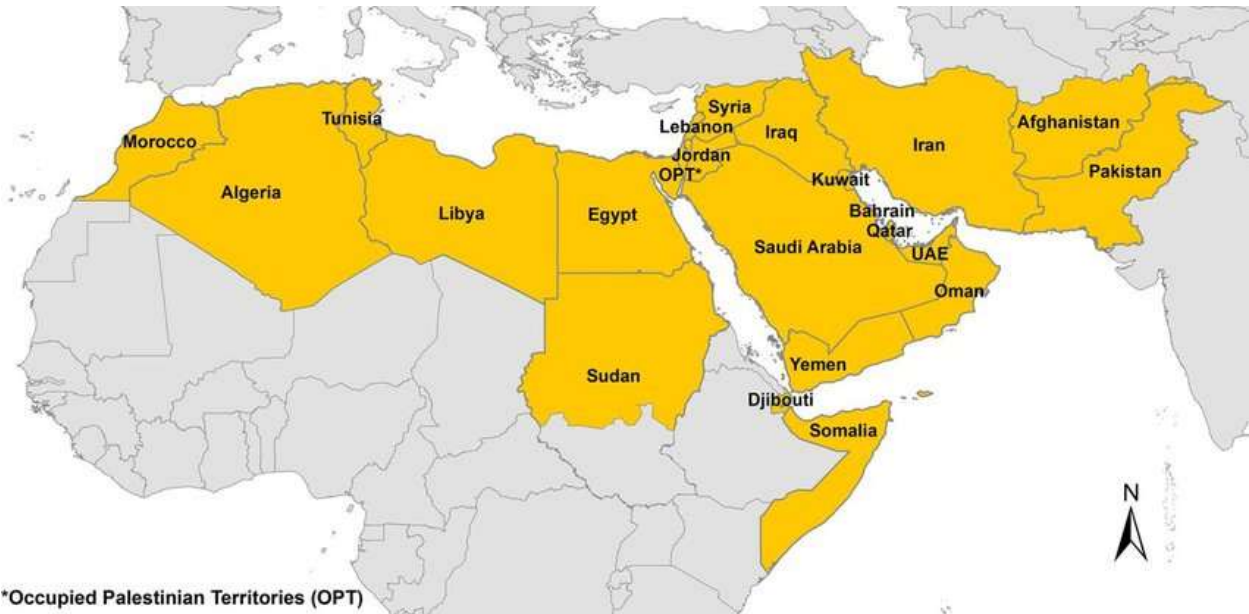 Syria
Tunisia
Afghanistan
Lebanon
Iraq
Morocco
Iran
Jordan
Pakistan
OPT*
Kuwait
Algeria
Bahrain
Libya
Egypt
Qatar
Saudi Arabia
UAE
Oman
Yemen
Sudan
Djibouti
Somalia
N
*Occupied Palestinian Territories (OPT)